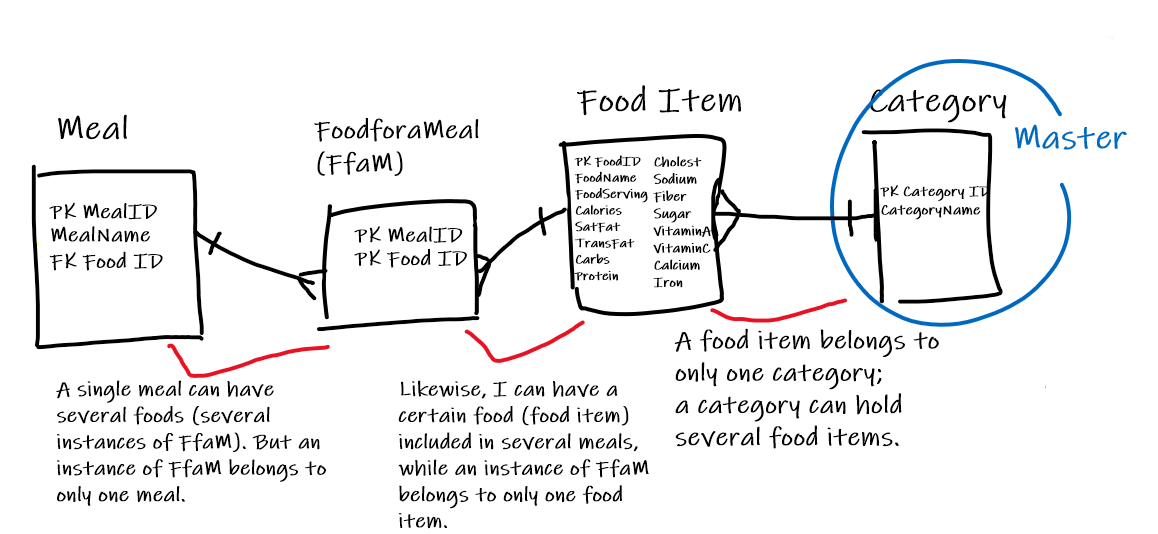 Meal
PK MealID
MealName
FK Food ID
FoodforaMeal
(FfaM)
PK MealID
PK Food ID
Food Item
PK FoodID
FoodName
FoodServing
Calories
SatFat
TransFat
Carbs
Protein
Cholest
Sodium
Fiber
Sugar
VitaminA
VitaminC
Calcium
Iron
Category
PK Category ID
CategoryName
Master
A single meal can have
several foods (several
instances of FfaM). But an
instance of FfaM belongs to
only one meal.
Likewise, I can have a
certain food (food item)
included in several meals,
while an instance of FfaM
belongs to only one food
item.
A food item belongs to
only one category;
a category can hold
several food items.